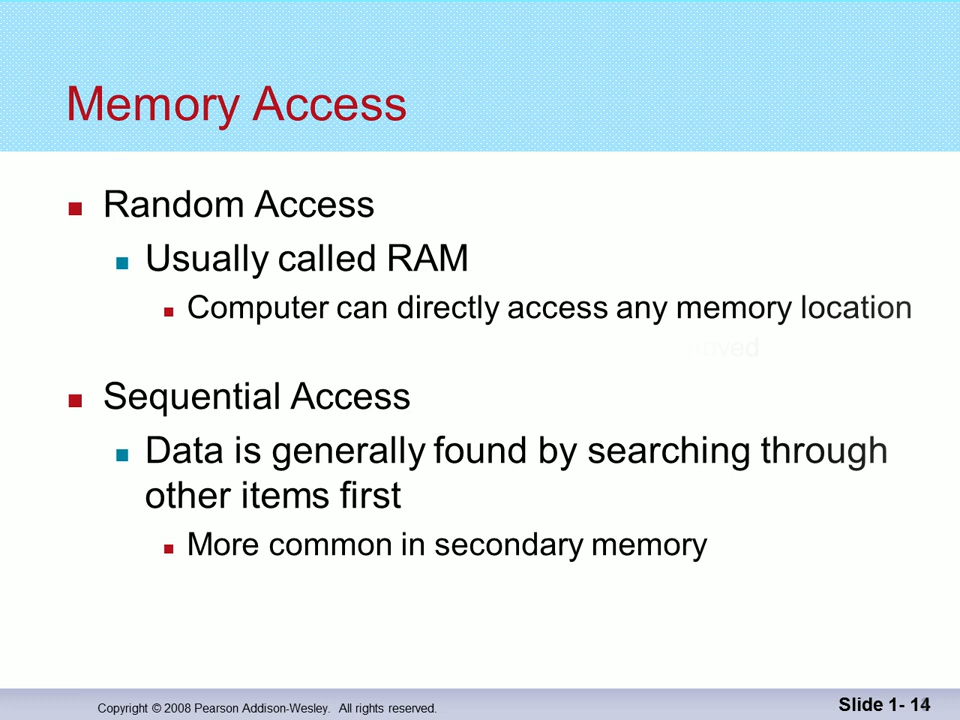 Memory Access
Random Access
Usually called RAM
Computer can directly access any memory location
Sequential Access
Data is generally found by searching through
other items first
More common in secondary memory
Copyright © 2008 Pearson Addison-Wesley. All rights reserved.
Slide 1- 14